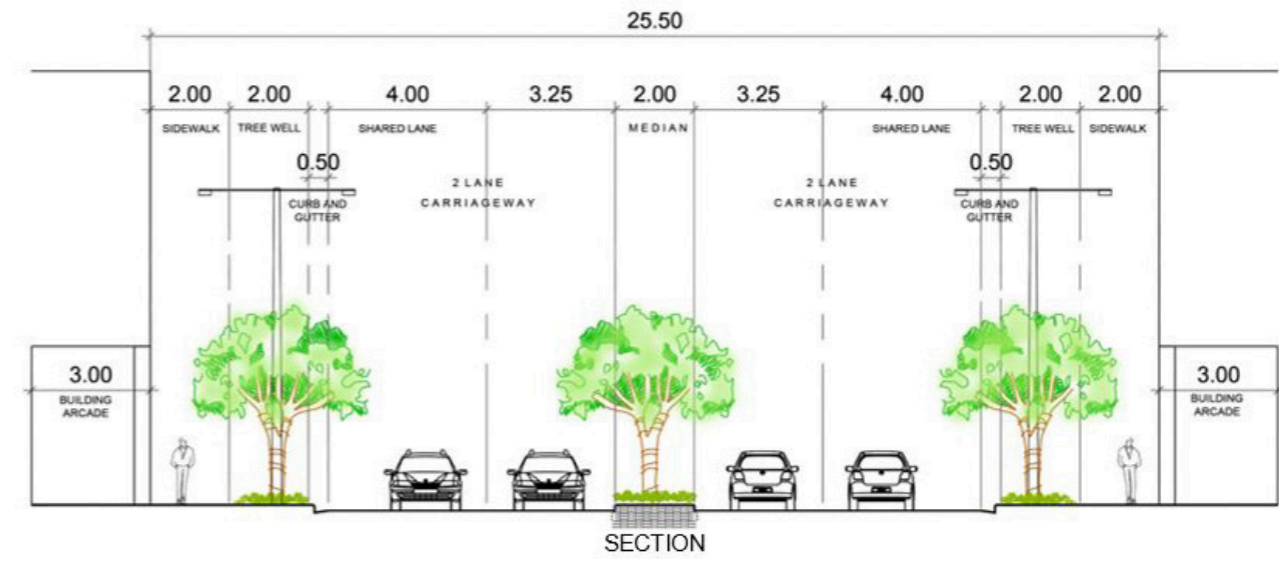 25.50
2.00 2.00 4.00 3.25 2.00 3.25 4.00 2.00 2.00
SIDEWALK TREE WELL SHARED LANE MEDIAN SHARED LANE TREE WELL SIDEWALK
0.50 0.50
2 LANE
CARRIAGEWAY
2 LANE
CARRIAGEWAY
CURB AND
GUTTER
CURB AND
GUTTER
3.00
BUILDING
ARCADE
3.00
BUILDING
ARCADE
SECTION